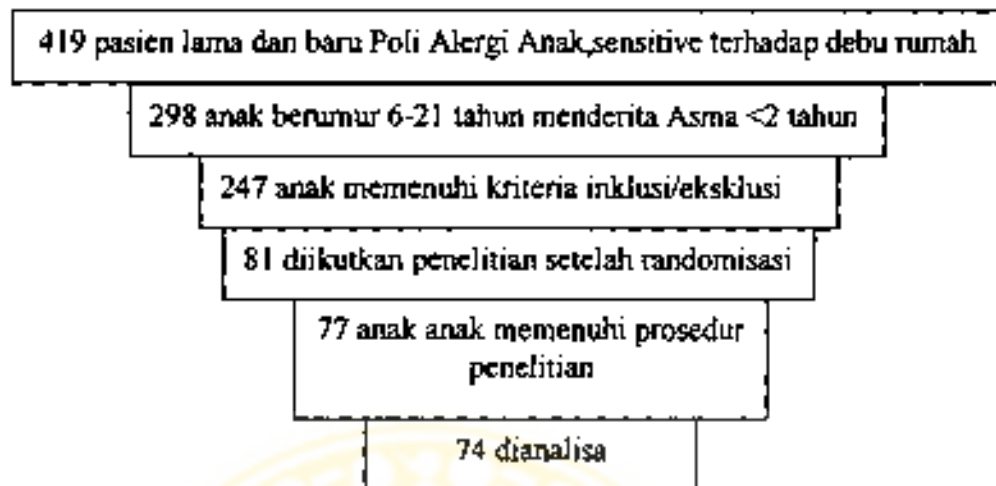 419 pasien lama dan baru Poli Alergi Anak,sensitive terhadap debu rumah
298 anak berumur 6-21 tahun menderita Asma <2 tahun
247 anak memenuhi kriteria inklusi/eksklusi
81 diikutkan penelitian setelah randomisasi
77 anak anak memenuhi prosedur
penelitian
74 dianalisa